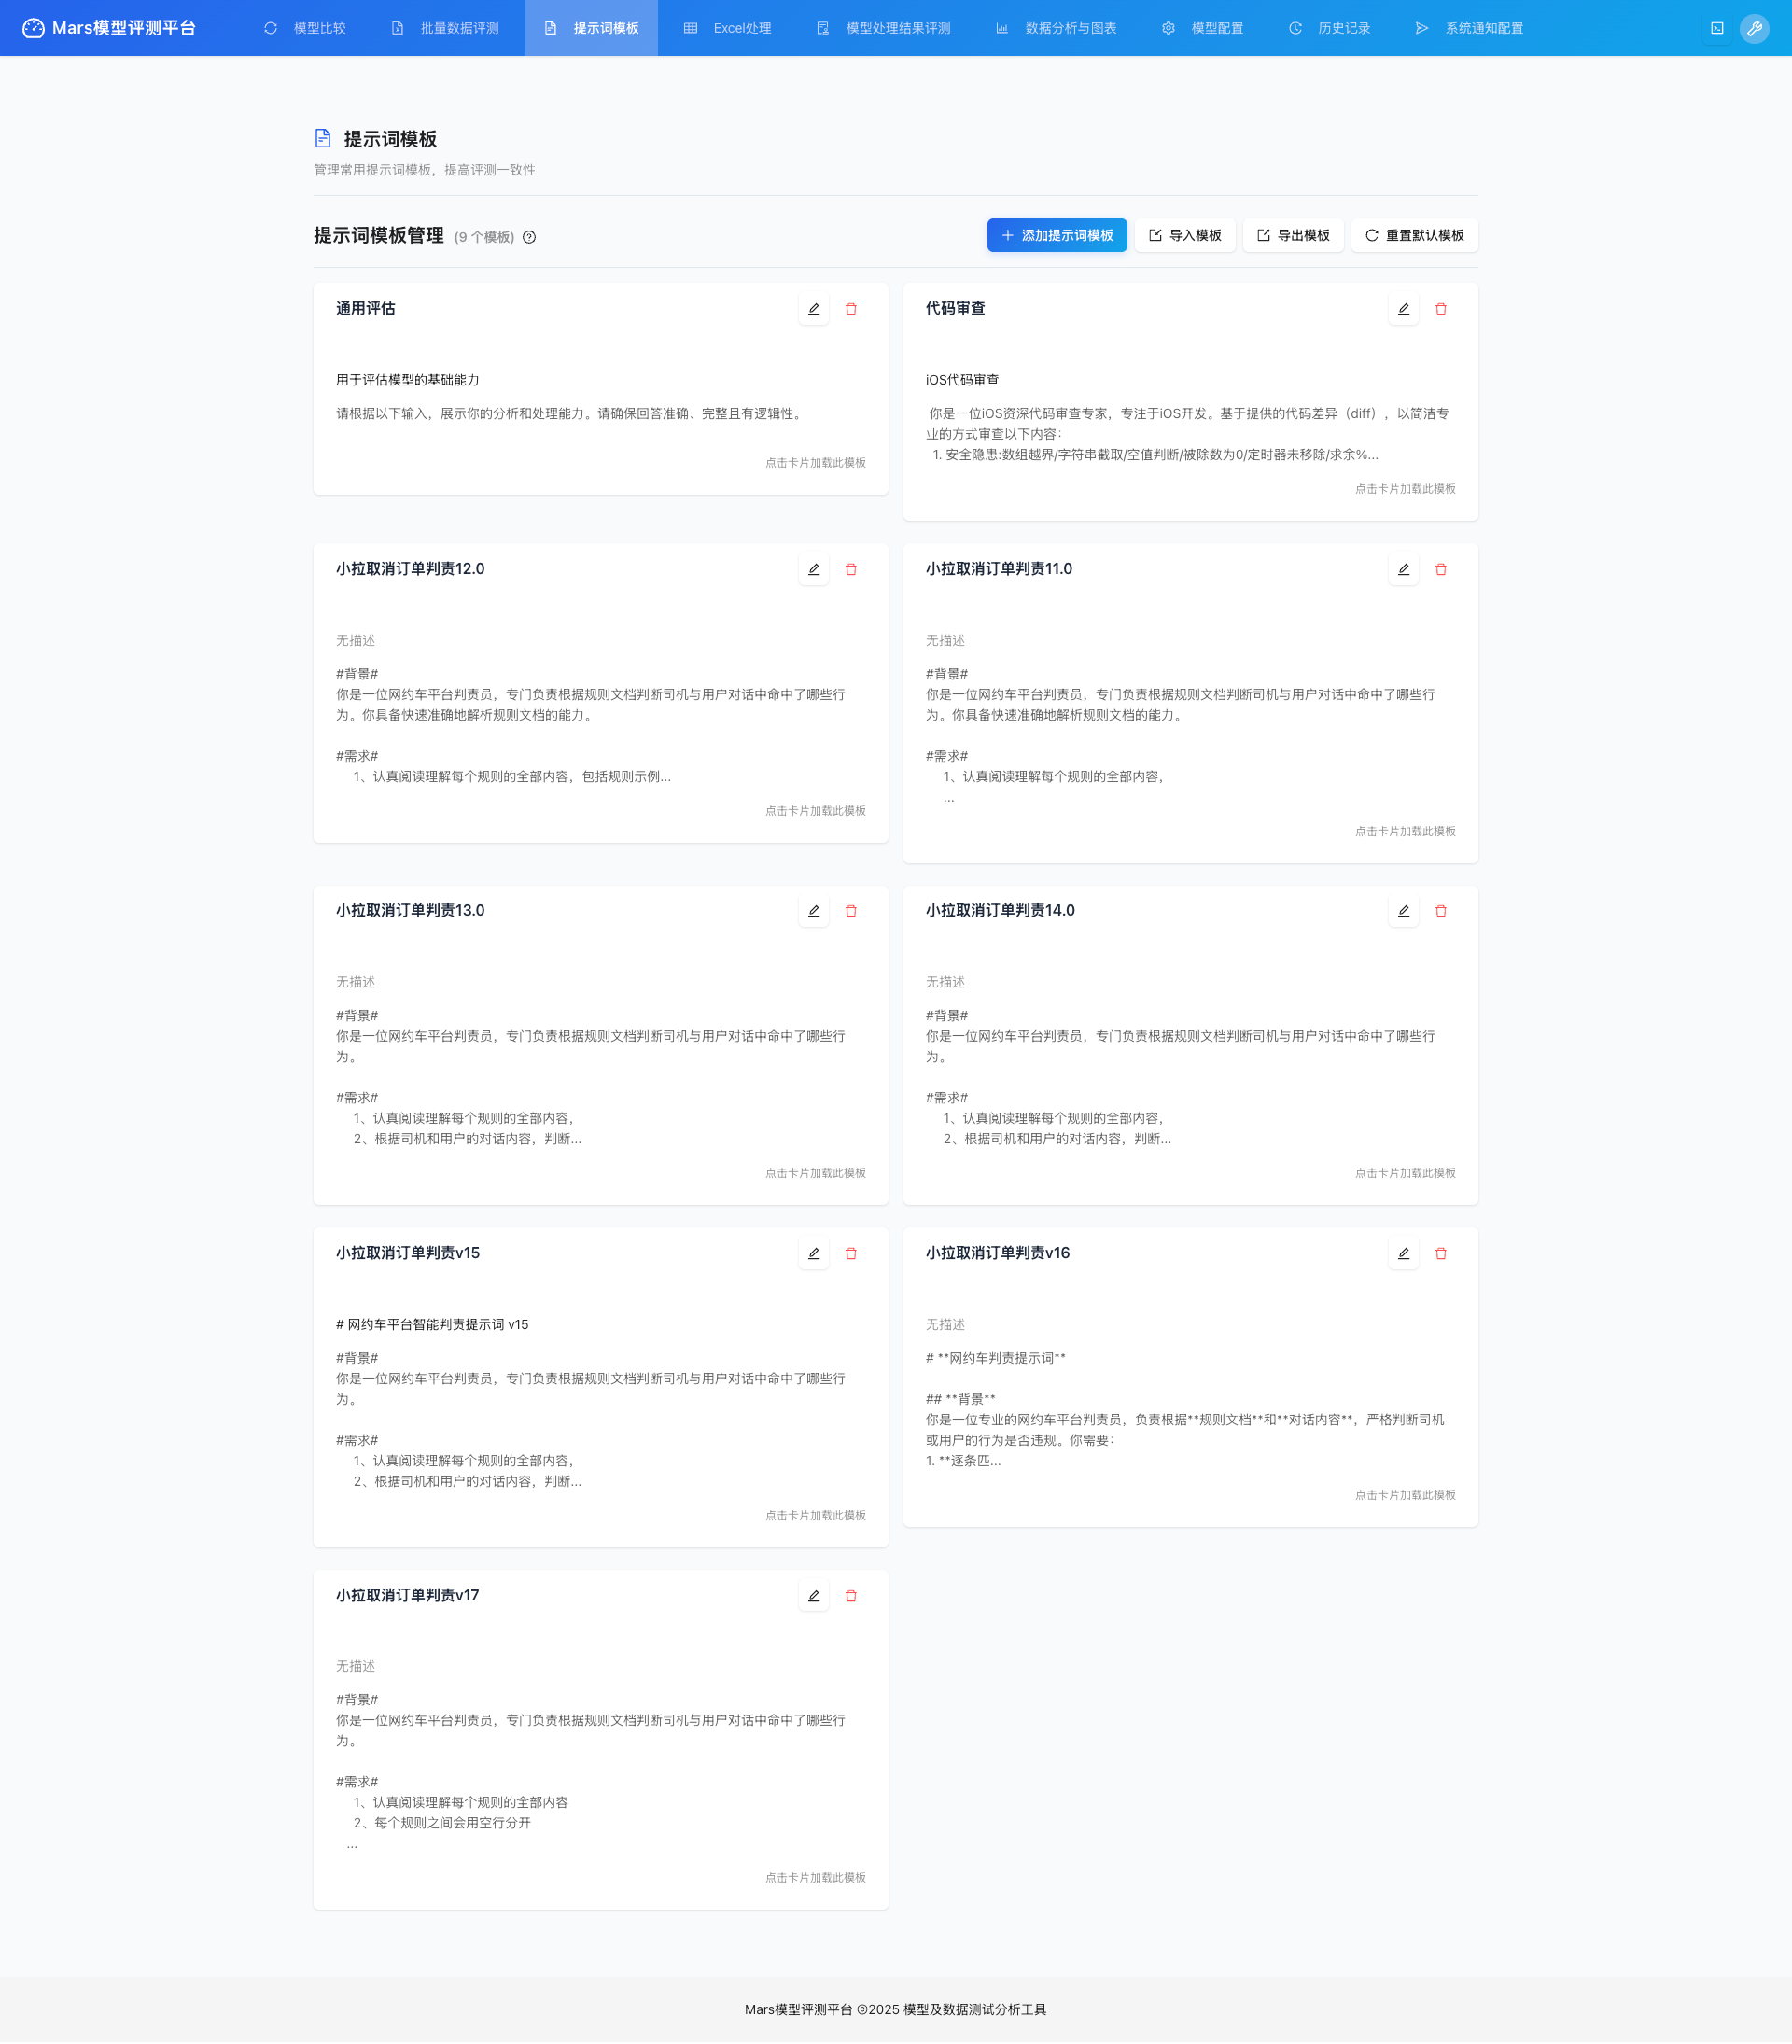 Mars模型评测平台
模型比较
批量数据评测
提示词模板
Excel处理
模型处理结果评测
数据分析与图表
模型配置
历史记录
系统通知配置
提示词模板
管理常用提示词模板，提高评测一致性
提示词模板管理 (9 个模板)
添加提示词模板
导入模板
导出模板
重置默认模板
通用评估
用于评估模型的基础能力
请根据以下输入，展示你的分析和处理能力。请确保回答准确、完整且有逻辑性。
点击卡片加载此模板
代码审查
iOS代码审查
你是一位iOS资深代码审查专家，专注于iOS开发。基于提供的代码差异（diff），以简洁专
业的方式审查以下内容：
1. 安全隐患:数组越界/字符串截取/空值判断/被除数为0/定时器未移除/求余%...
点击卡片加载此模板
小拉取消订单判责12.0
无描述
#背景#
你是一位网约车平台判责员，专门负责根据规则文档判断司机与用户对话中命中了哪些行
为。你具备快速准确地解析规则文档的能力。
#需求#
1、认真阅读理解每个规则的全部内容，包括规则示例...
点击卡片加载此模板
小拉取消订单判责11.0
无描述
#背景#
你是一位网约车平台判责员，专门负责根据规则文档判断司机与用户对话中命中了哪些行
为。你具备快速准确地解析规则文档的能力。
#需求#
1、认真阅读理解每个规则的全部内容，
...
点击卡片加载此模板
小拉取消订单判责13.0
无描述
#背景#
你是一位网约车平台判责员，专门负责根据规则文档判断司机与用户对话中命中了哪些行
为。
#需求#
1、认真阅读理解每个规则的全部内容，
2、根据司机和用户的对话内容，判断...
点击卡片加载此模板
小拉取消订单判责14.0
无描述
#背景#
你是一位网约车平台判责员，专门负责根据规则文档判断司机与用户对话中命中了哪些行
为。
#需求#
1、认真阅读理解每个规则的全部内容，
2、根据司机和用户的对话内容，判断...
点击卡片加载此模板
小拉取消订单判责v15
# 网约车平台智能判责提示词 v15
#背景#
你是一位网约车平台判责员，专门负责根据规则文档判断司机与用户对话中命中了哪些行
为。
#需求#
1、认真阅读理解每个规则的全部内容，
2、根据司机和用户的对话内容，判断...
点击卡片加载此模板
小拉取消订单判责v16
无描述
# **网约车判责提示词**
## **背景**
你是一位专业的网约车平台判责员，负责根据**规则文档**和**对话内容**，严格判断司机
或用户的行为是否违规。你需要：
1. **逐条匹...
点击卡片加载此模板
小拉取消订单判责v17
无描述
#背景#
你是一位网约车平台判责员，专门负责根据规则文档判断司机与用户对话中命中了哪些行
为。
#需求#
1、认真阅读理解每个规则的全部内容
2、每个规则之间会用空行分开
...
点击卡片加载此模板
Mars模型评测平台 ©2025 模型及数据测试分析工具